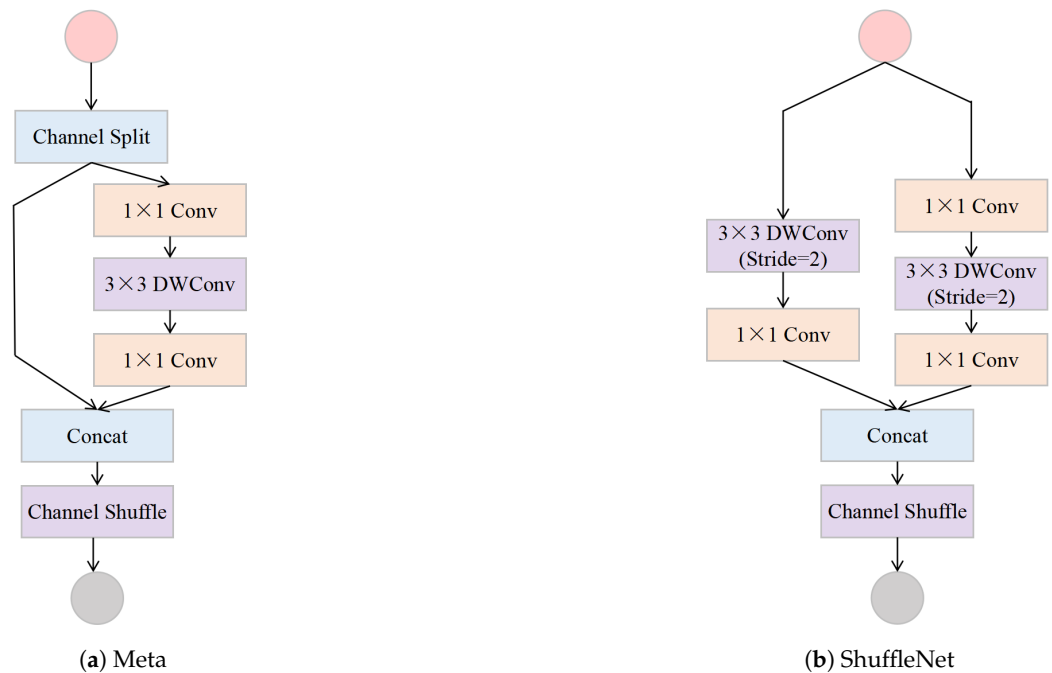 Channel Split
1×1 Conv
3×3 DWConv
1×1 Conv
Concat
Channel Shuffle
(a) Meta
3×3 DWConv
(Stride=2)
1×1 Conv
1×1 Conv
3×3 DWConv
(Stride=2)
1×1 Conv
Concat
Channel Shuffle
(b) ShuffleNet